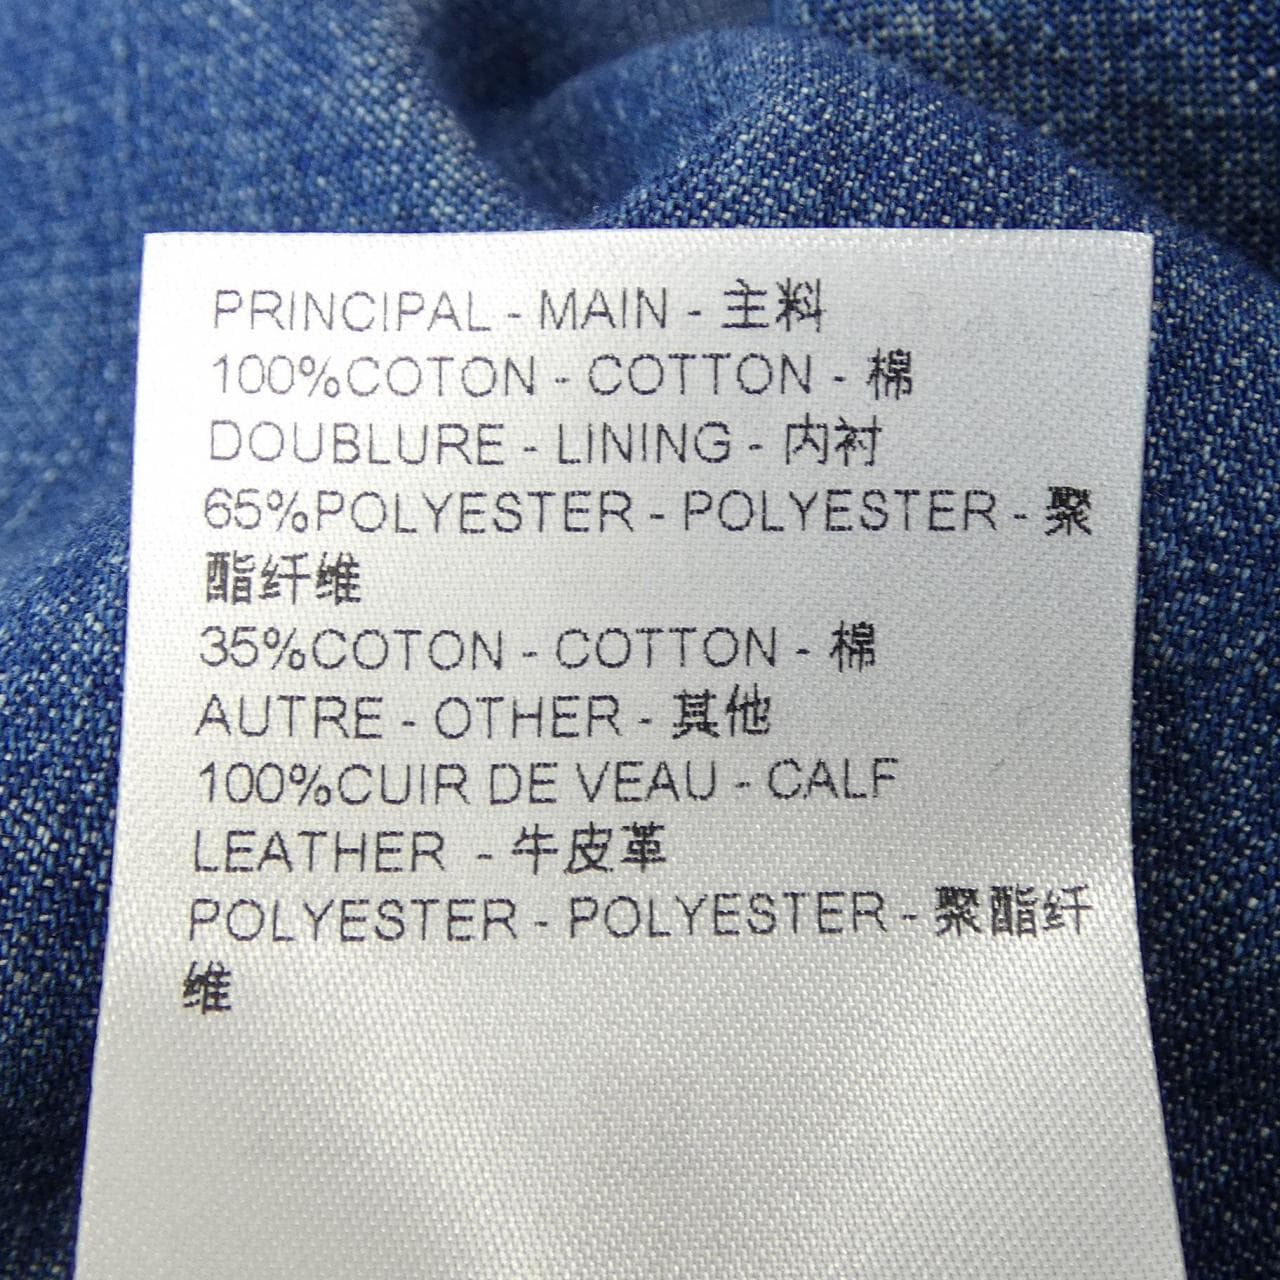 PRINCIPAL - MAIN - 主料
100%COTON - COTTON - 棉
DOUBLURE - LINING - 内衬
65%POLYESTER - POLYESTER - 聚
酯纤维
35%COTON - COTTON - 棉
AUTRE - OTHER - 其他
100%CUIR DE VEAU - CALF
LEATHER - 牛皮革
POLYESTER - POLYESTER - 聚酯纤
维